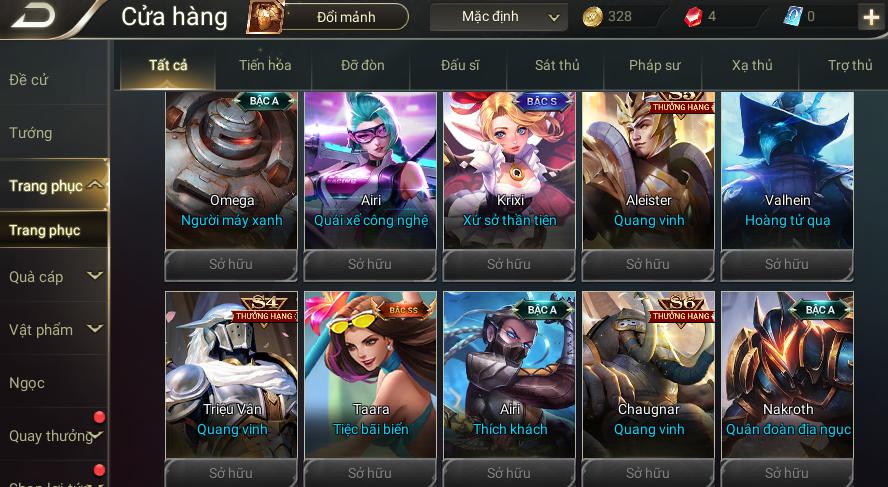 Cửa hàng
Đổi mảnh
Mặc định
328
4
0
Đề cử
Tướng
Trang phục
Trang phục
Quà cáp
Vật phẩm
Ngọc
Quay thưởng
Tất cả
Tiến hóa
Đỡ đòn
Đấu sĩ
Sát thủ
Pháp sư
Xạ thủ
Trợ thủ
BẬC A
Omega
Người máy xanh
Sở hữu
RACING
Airi
Quái xế công nghệ
Sở hữu
BẬC S
Krixi
Xứ sở thần tiên
Sở hữu
S5
THƯỞNG HẠNG
Aleister
Quang vinh
Sở hữu
Valhein
Hoàng tử quạ
Sở hữu
S4
THƯỞNG HẠNG
Triệu Vân
Quang vinh
Sở hữu
BẬC SS
Taara
Tiệc bãi biển
Sở hữu
BẬC A
Airi
Thích khách
Sở hữu
S6
THƯỞNG HẠNG
Chaugnar
Quang vinh
Sở hữu
BẬC A
Nakroth
Quân đoàn địa ngục
Sở hữu